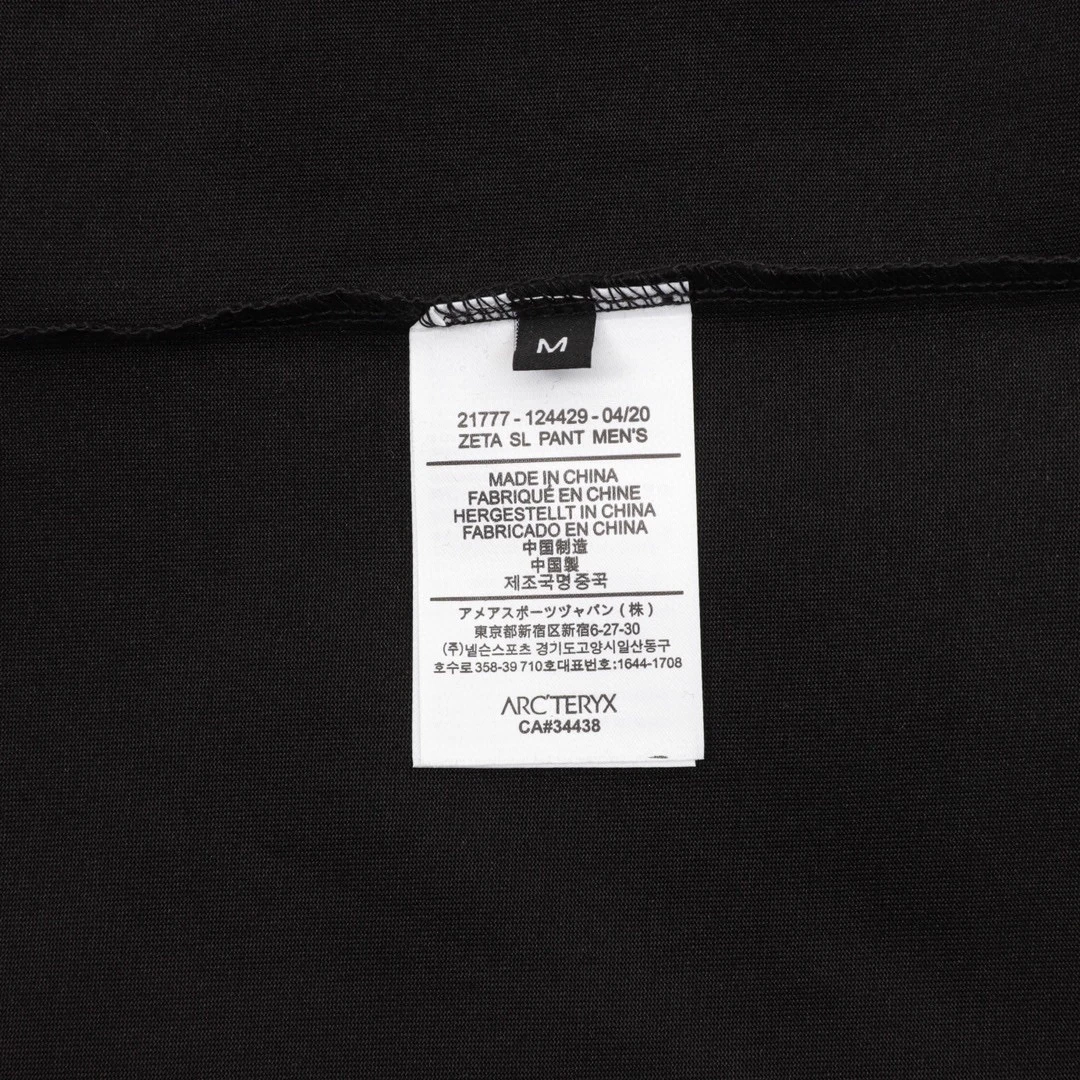 M
21777 - 124429 - 04/20
ZETA SL PANT MEN'S
MADE IN CHINA
FABRIQUÉ EN CHINE
HERGESTELLT IN CHINA
FABRICADO EN CHINA
中国制造
中国製
제조국명중국
アメアスポーツヅャパン (株)
東京都新宿区新宿6-27-30
(주)넬슨스포츠 경기도고양시일산동구
호수로 358-39 710호대표번호:1644-1708
ARC'TERYX
CA#34438